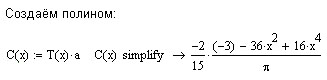 Создаём полином:
C(x) := T(x)·a   C(x) simplify → (-2/15)·((-3) − 36·x^2 + 16·x^4)/π